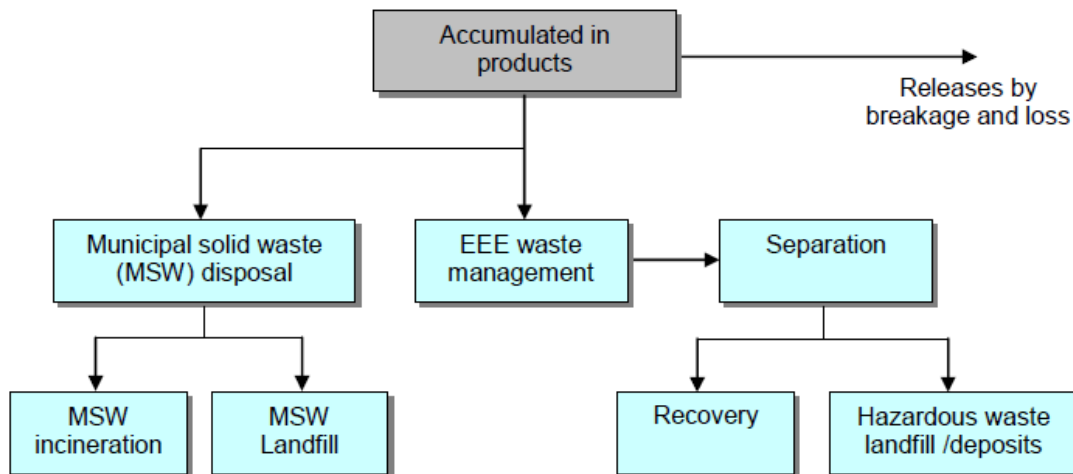 Accumulated in
products
Releases by
breakage and loss
Municipal solid waste
(MSW) disposal
EEE waste
management
Separation
MSW
incineration
MSW
Landfill
Recovery
Hazardous waste
landfill /deposits